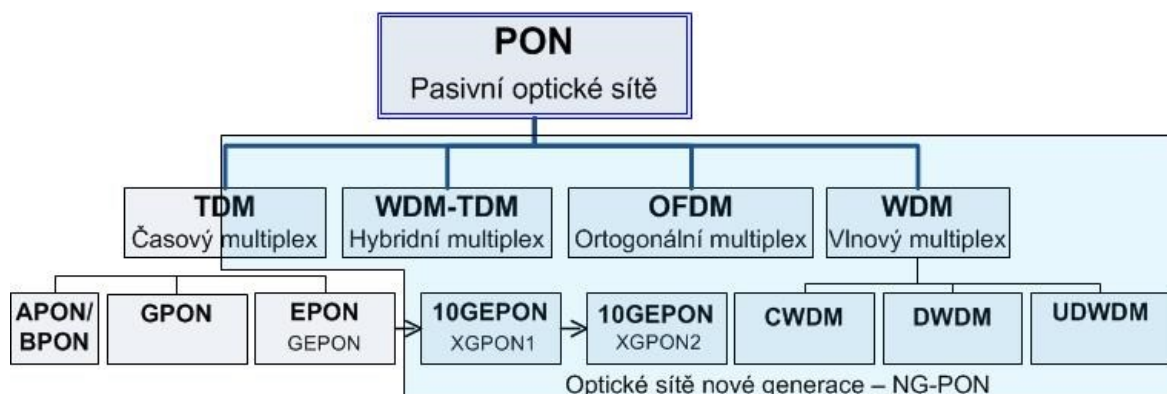 PON
Pasivní optické sítě
TDM
Časový multiplex
WDM-TDM
Hybridní multiplex
OFDM
Ortogonální multiplex
WDM
Vlnový multiplex
APON/
BPON
GPON
EPON
GEPON
10GEPON
XGPON1
10GEPON
XGPON2
CWDM
DWDM
UDWDM
Optické sítě nové generace – NG-PON